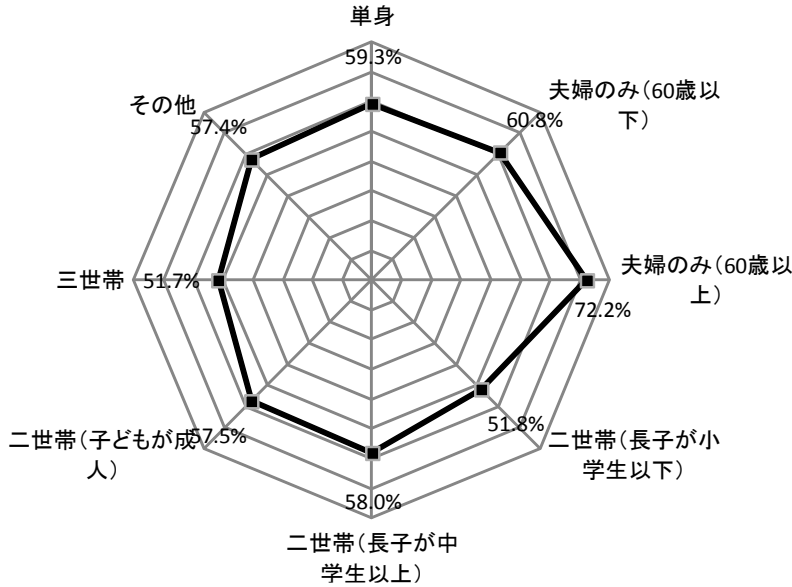 単身
59.3%
夫婦のみ（60歳以
下）
60.8%
夫婦のみ（60歳以
上）
72.2%
二世帯（長子が小
学生以下）
51.8%
二世帯（長子が中
学生以上）
58.0%
二世帯（子どもが成
人）
57.5%
三世帯
51.7%
その他
57.4%